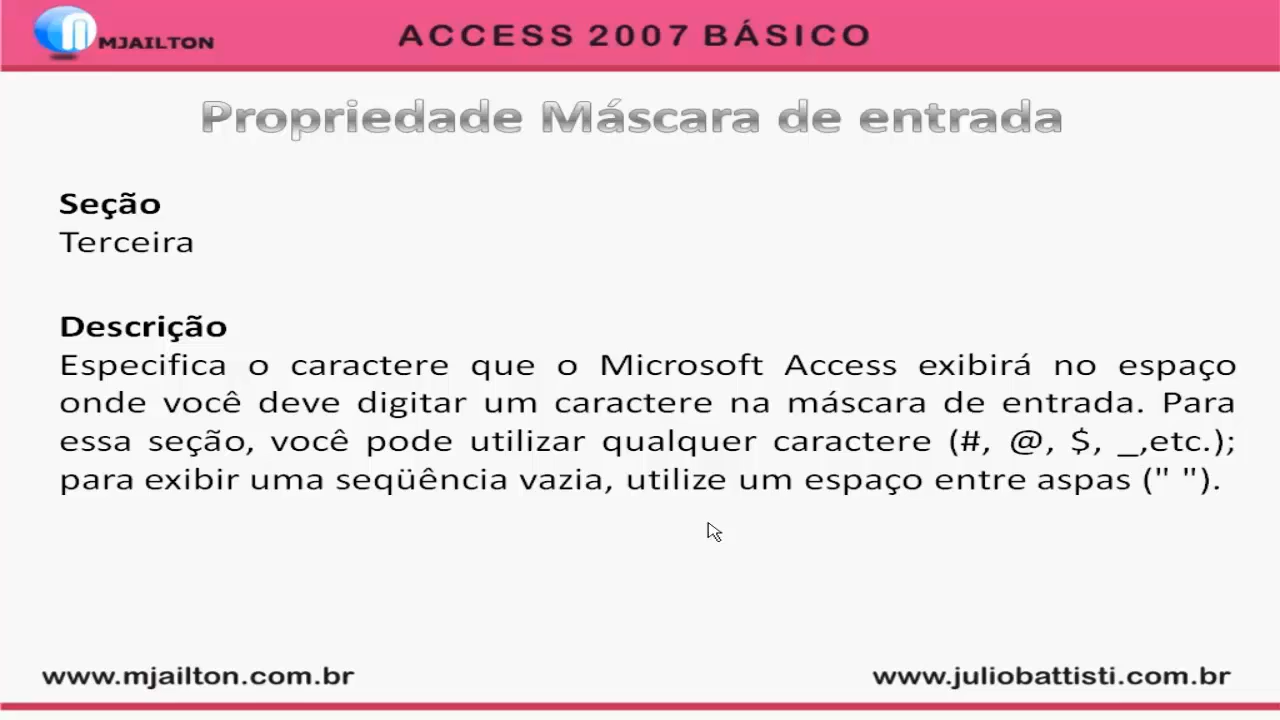 MJAILTON
ACCESS 2007 BÁSICO
Propriedade Máscara de entrada
Seção
Terceira
Descrição
Especifica o caractere que o Microsoft Access exibirá no espaço
onde você deve digitar um caractere na máscara de entrada. Para
essa seção, você pode utilizar qualquer caractere (#, @, $, _,etc.);
para exibir uma seqüência vazia, utilize um espaço entre aspas (" ").
www.mjailton.com.br
www.juliobattisti.com.br